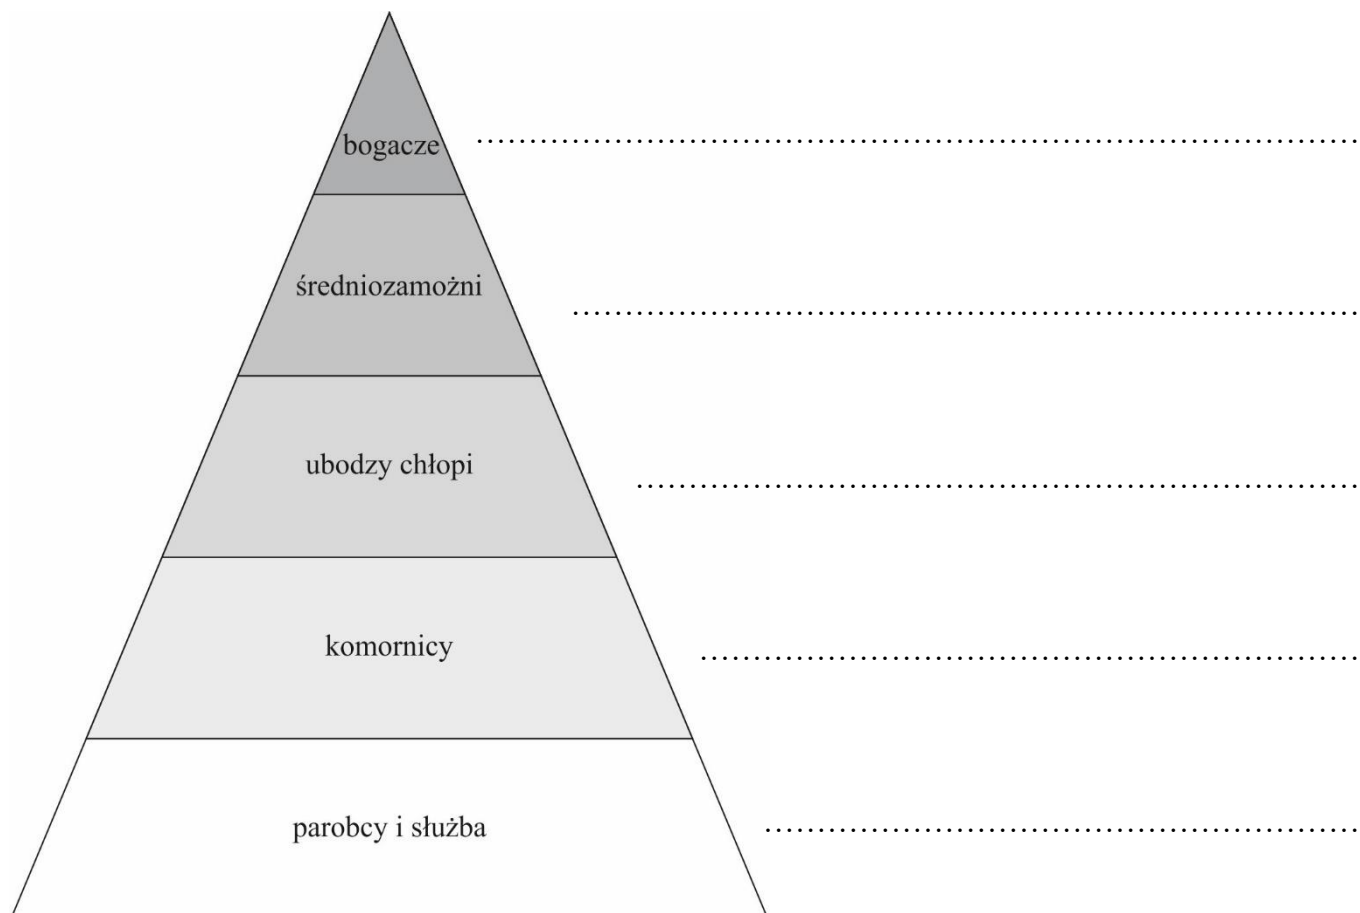 bogacze ................................................................................
średniozamożni
................................................................................
ubodzy chłopi
................................................................................
komornicy
................................................................................
parobcy i służba
................................................................................